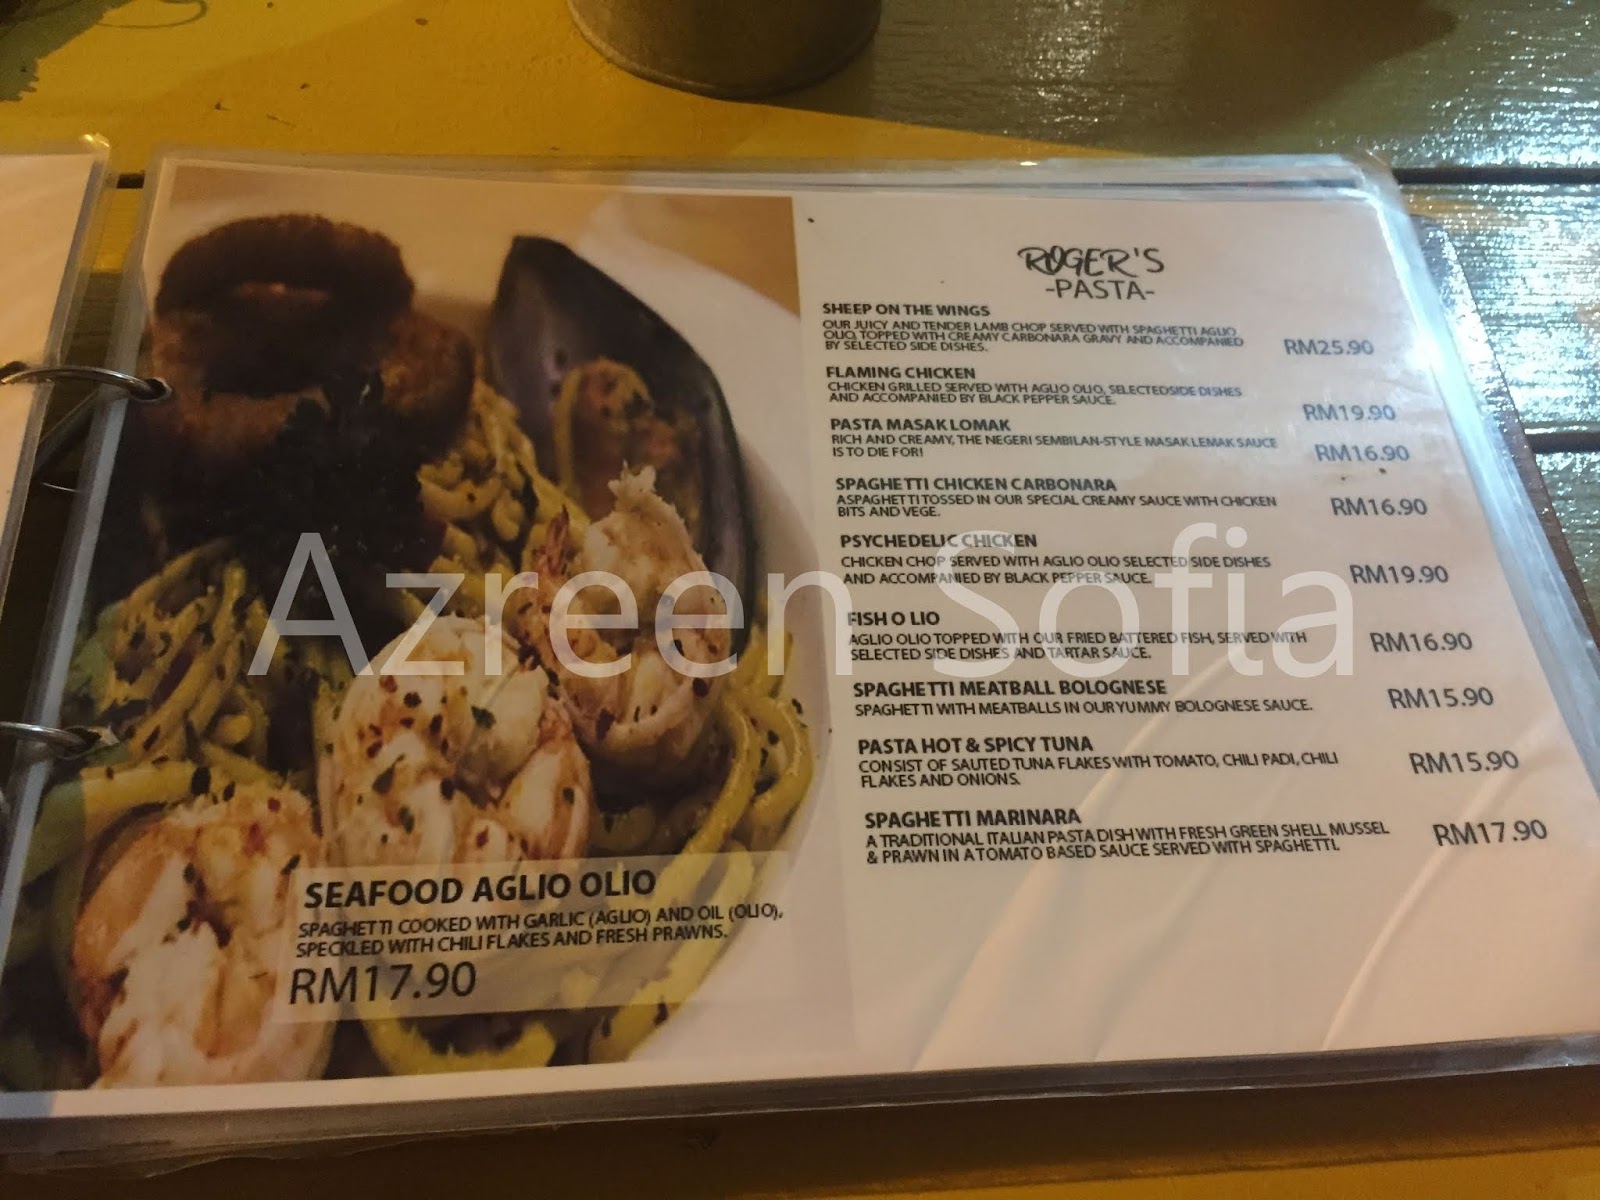 ROGER'S
-PASTA-
SHEEP ON THE WINGS
OUR JUICY AND TENDER LAMB CHOP SERVED WITH SPAGHETTI AGLIO
OLIO, TOPPED WITH CREAMY CARBONARA GRAVY AND ACCOMPANIED
BY SELECTED SIDE DISHES.
RM25.90
FLAMING CHICKEN
CHICKEN GRILLED SERVED WITH AGLIO OLIO, SELECTEDSIDE DISHES
AND ACCOMPANIED BY BLACK PEPPER SAUCE.
RM19.90
PASTA MASAK LOMAK
RICH AND CREAMY, THE NEGERI SEMBILAN-STYLE MASAK LEMAK SAUCE
IS TO DIE FOR!
RM16.90
SPAGHETTI CHICKEN CARBONARA
ASPAGHETTI TOSSED IN OUR SPECIAL CREAMY SAUCE WITH CHICKEN
BITS AND VEGE.
RM16.90
PSYCHEDELIC CHICKEN
CHICKEN CHOP SERVED WITH AGLIO OLIO SELECTED SIDE DISHES
AND ACCOMPANIED BY BLACK PEPPER SAUCE.
RM19.90
FISH O LIO
AGLIO OLIO TOPPED WITH OUR FRIED BATTERED FISH, SERVED WITH
SELECTED SIDE DISHES AND TARTAR SAUCE.
RM16.90
SPAGHETTI MEATBALL BOLOGNESE
SPAGHETTI WITH MEATBALLS IN OUR YUMMY BOLOGNESE SAUCE.
RM15.90
PASTA HOT & SPICY TUNA
CONSIST OF SAUTED TUNA FLAKES WITH TOMATO, CHILI PADI, CHILI
FLAKES AND ONIONS.
RM15.90
SPAGHETTI MARINARA
A TRADITIONAL ITALIAN PASTA DISH WITH FRESH GREEN SHELL MUSSEL
& PRAWN IN A TOMATO BASED SAUCE SERVED WITH SPAGHETTI.
RM17.90
SEAFOOD AGLIO OLIO
SPAGHETTI COOKED WITH GARLIC (AGLIO) AND OIL (OLIO),
SPECKLED WITH CHILI FLAKES AND FRESH PRAWNS.
RM17.90
Azreen Sofia